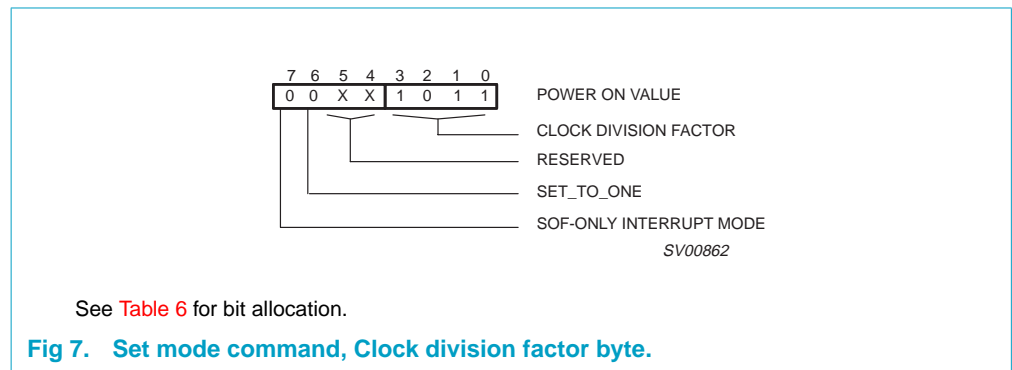 7 6 5 4 3 2 1 0
0 0 X X 1 0 1 1 POWER ON VALUE
CLOCK DIVISION FACTOR
RESERVED
SET_TO_ONE
SOF-ONLY INTERRUPT MODE
SV00862
See Table 6 for bit allocation.
Fig 7. Set mode command, Clock division factor byte.